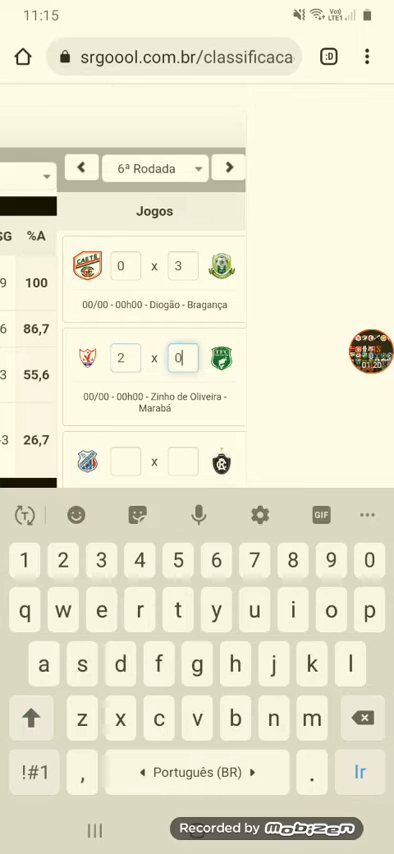 11:15
Vo))
LTE1
srgoool.com.br/classificaca
:D
6ª Rodada
Jogos
SG %A
9 100
6 86,7
3 55,6
-3 26,7
CAETÉ
0 x 3
00/00 - 00h00 - Diogão - Bragança
2 x 0
00/00 - 00h00 - Zinho de Oliveira -
Marabá
x
01:20
T
GIF
1 2 3 4 5 6 7 8 9 0
q w e r t y u i o p
a s d f g h j k l
z x c v b n m
!#1 , Português (BR) . Ir
Recorded by MOBIZEN